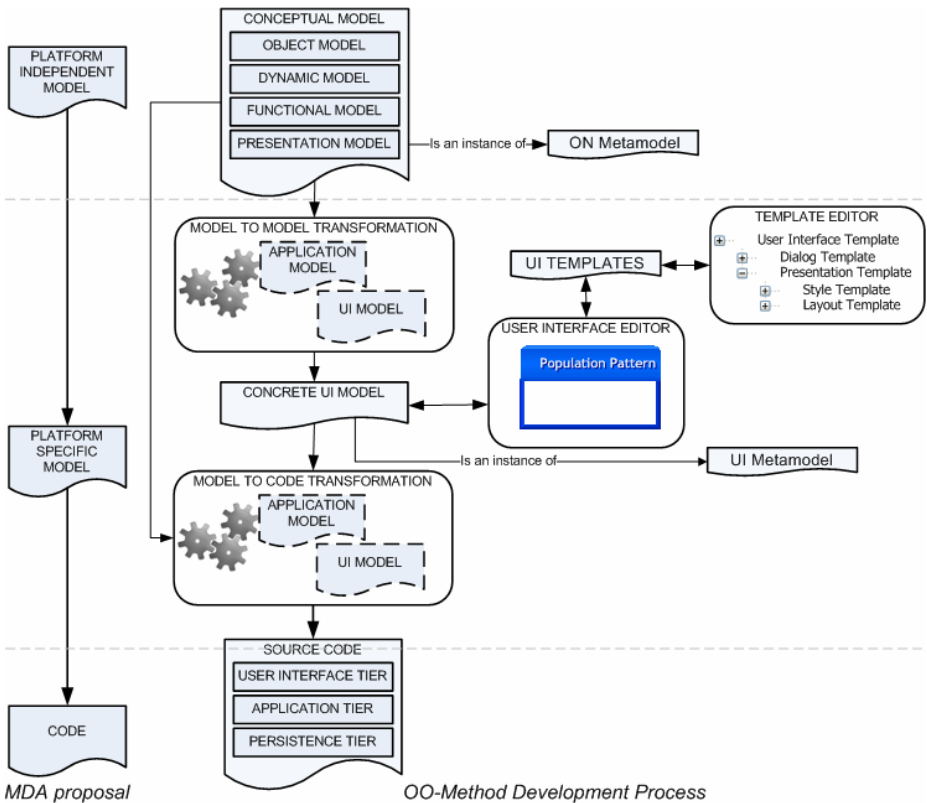 CONCEPTUAL MODEL
OBJECT MODEL
DYNAMIC MODEL
FUNCTIONAL MODEL
PRESENTATION MODEL
PLATFORM
INDEPENDENT
MODEL
Is an instance of
ON Metamodel
MODEL TO MODEL TRANSFORMATION
APPLICATION
MODEL
UI MODEL
UI TEMPLATES
TEMPLATE EDITOR
User Interface Template
Dialog Template
Presentation Template
Style Template
Layout Template
USER INTERFACE EDITOR
Population Pattern
CONCRETE UI MODEL
PLATFORM
SPECIFIC
MODEL
Is an instance of
UI Metamodel
MODEL TO CODE TRANSFORMATION
APPLICATION
MODEL
UI MODEL
SOURCE CODE
USER INTERFACE TIER
APPLICATION TIER
PERSISTENCE TIER
CODE
MDA proposal
OO-Method Development Process